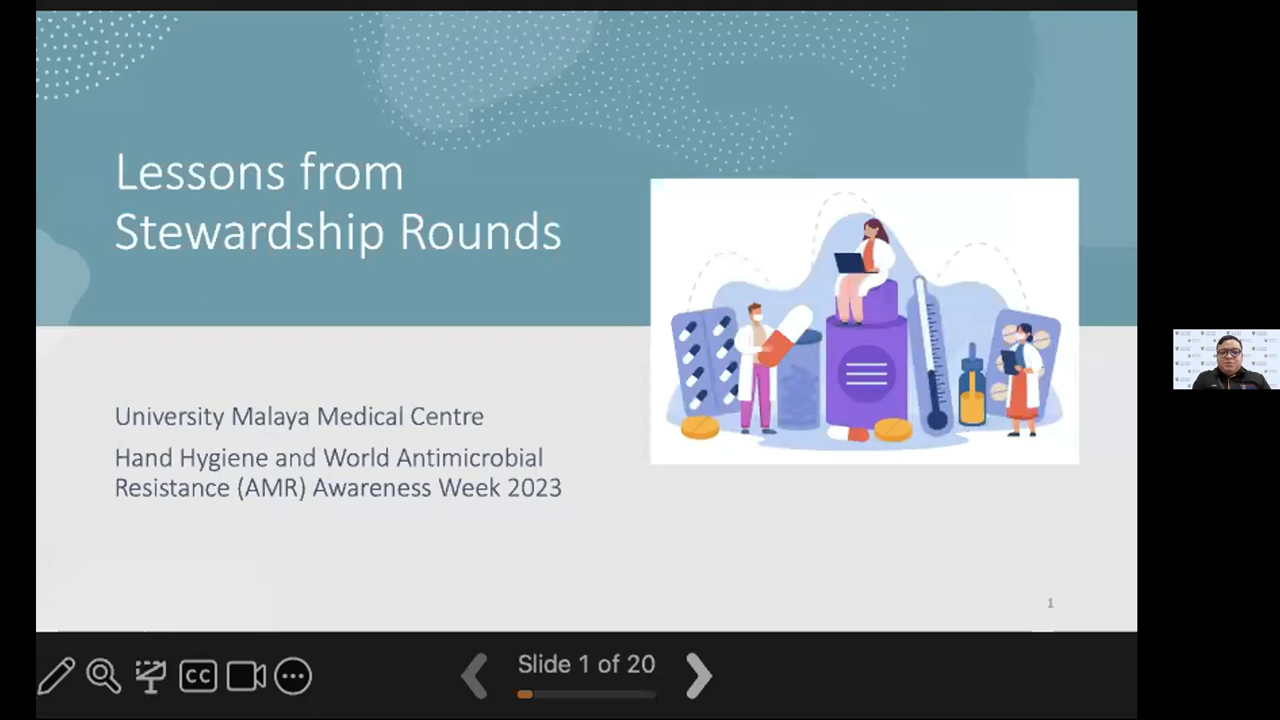 Lessons from
Stewardship Rounds
University Malaya Medical Centre
Hand Hygiene and World Antimicrobial
Resistance (AMR) Awareness Week 2023
1
CC
Slide 1 of 20